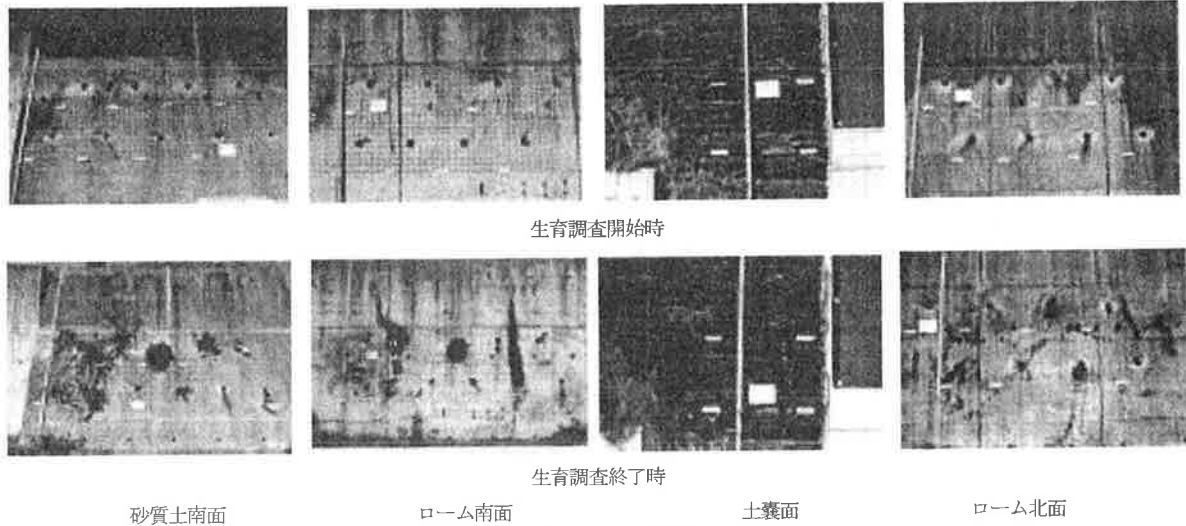 生育調査開始時
生育調査終了時
砂質土南面
ローム南面
土嚢面
ローム北面